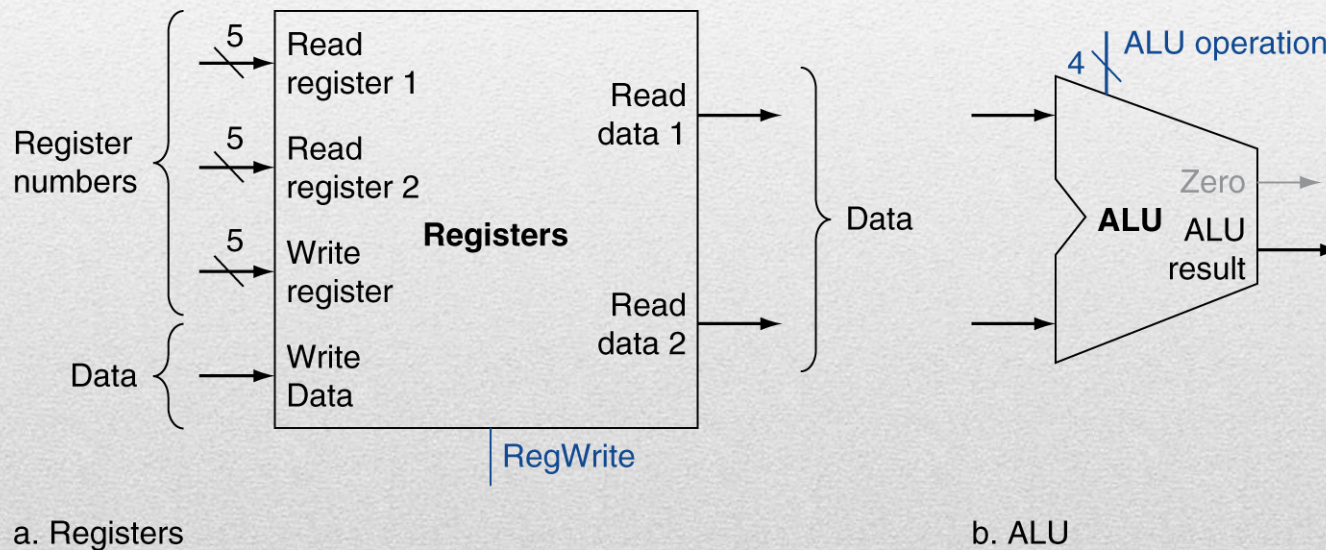 Register
numbers
Data
5
Read
register 1
5
Read
register 2
5
Write
register
Write
Data
Registers
Read
data 1
Read
data 2
RegWrite
Data
4
ALU operation
Zero
ALU
ALU
result
a. Registers
b. ALU